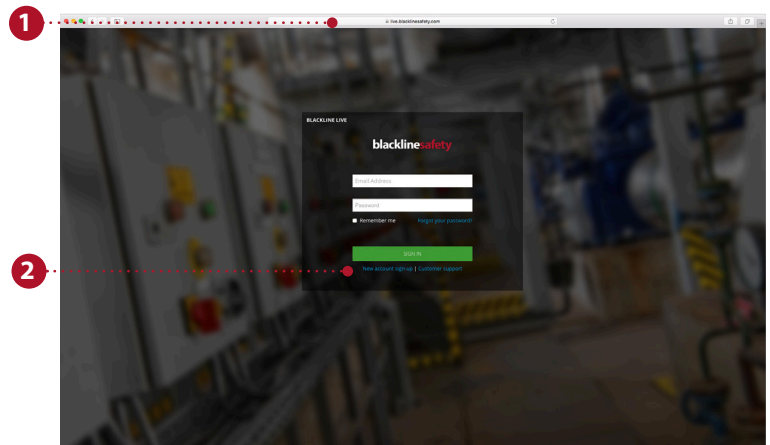 1
live.blacklinesafety.com
BLACKLINE LIVE
blacklinesafety
Email Address
Password
Remember me Forgot your password?
SIGN IN
2
New account sign-up | Customer support